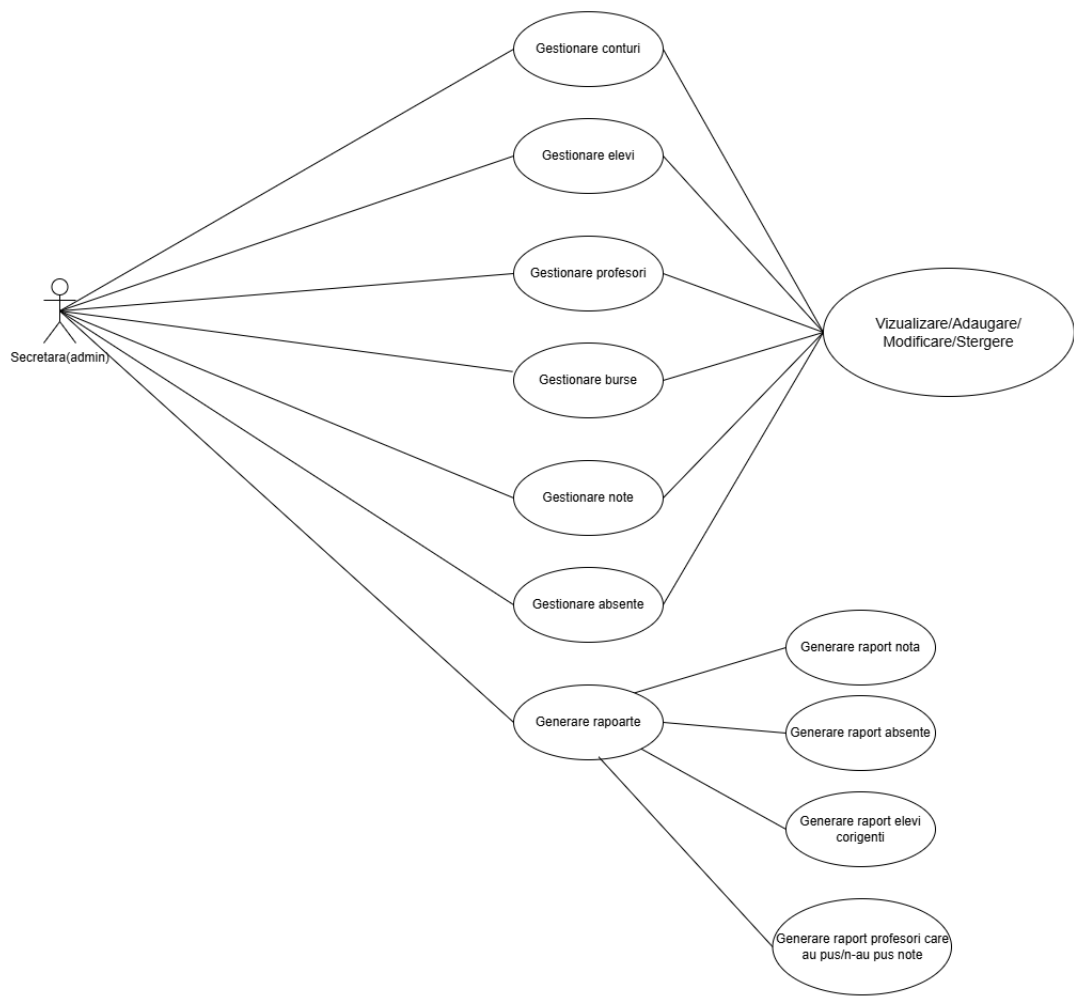 Gestionare conturi
Gestionare elevi
Gestionare profesori
Secretara(admin)
Gestionare burse
Vizualizare/Adaugare/
Modificare/Stergere
Gestionare note
Gestionare absente
Generare rapoarte
Generare raport nota
Generare raport absente
Generare raport elevi
corigenti
Generare raport profesori care
au pus/n-au pus note